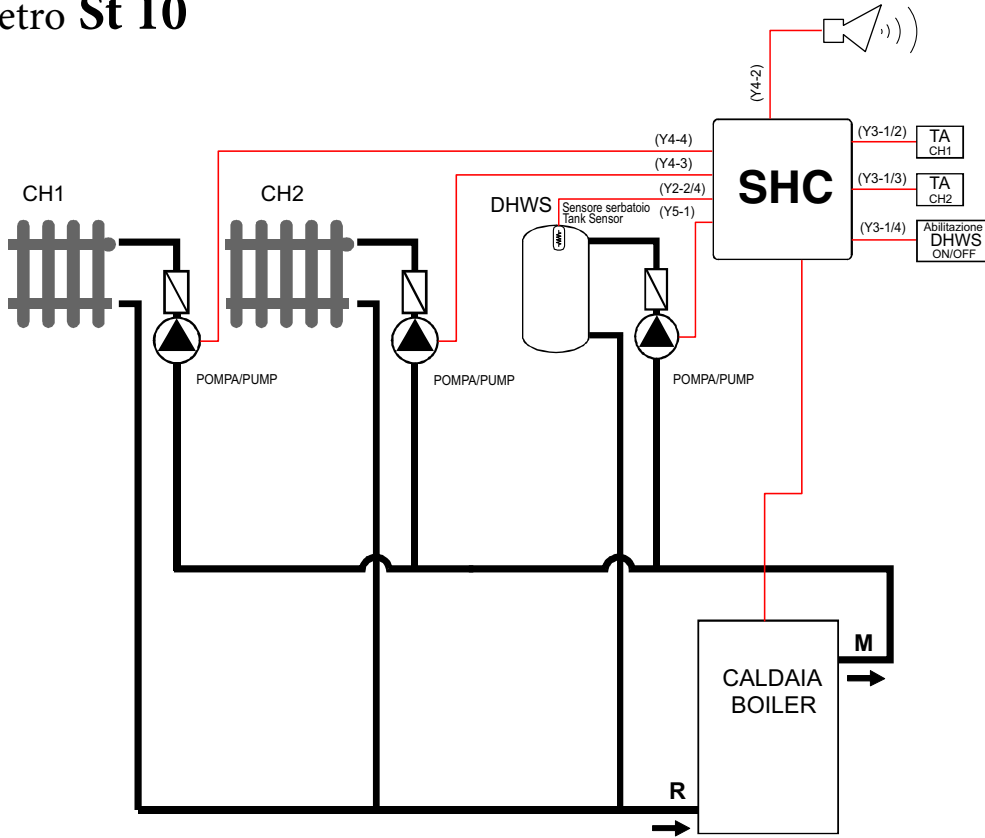 etro St 10
(Y4-2)
(Y4-4)
(Y3-1/2)
TA
CH1
(Y4-3)
SHC
(Y3-1/3)
TA
CH2
CH1
CH2
(Y2-2/4)
DHWS
Sensore serbatoio
Tank Sensor
(Y5-1)
(Y3-1/4)
Abilitazione
DHWS
ON/OFF
POMPA/PUMP
POMPA/PUMP
POMPA/PUMP
M
CALDAIA
BOILER
R